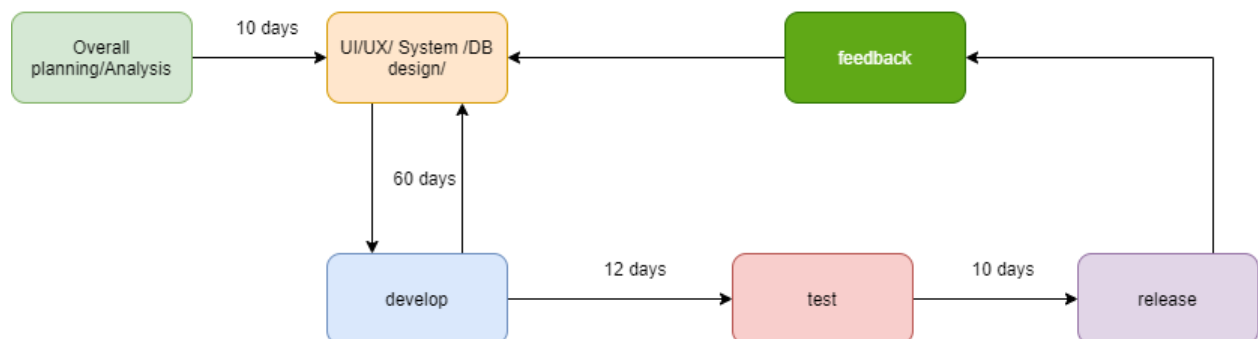 Overall
planning/Analysis
10 days
UI/UX/ System /DB
design/
feedback
60 days
develop
12 days
test
10 days
release